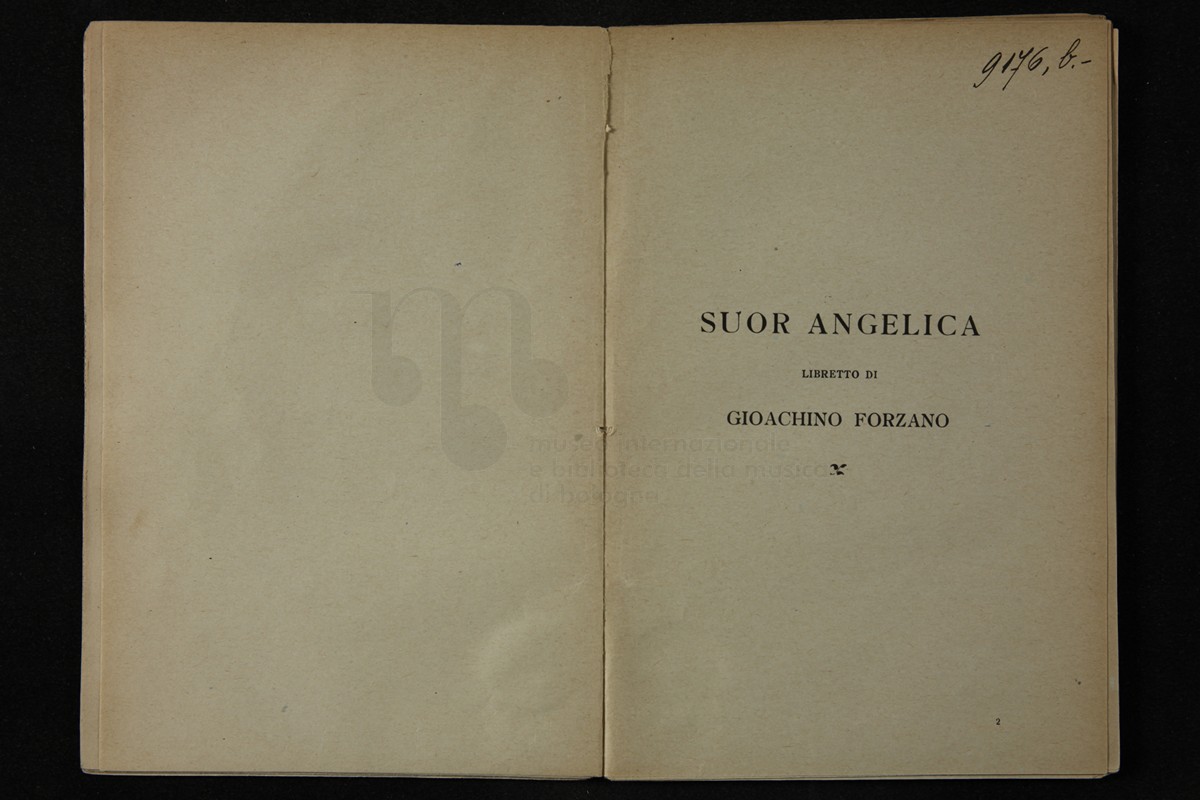 9176, b.-
SUOR ANGELICA
LIBRETTO DI
GIOACHINO FORZANO
museo internazionale
e biblioteca della musica
di bologna
2